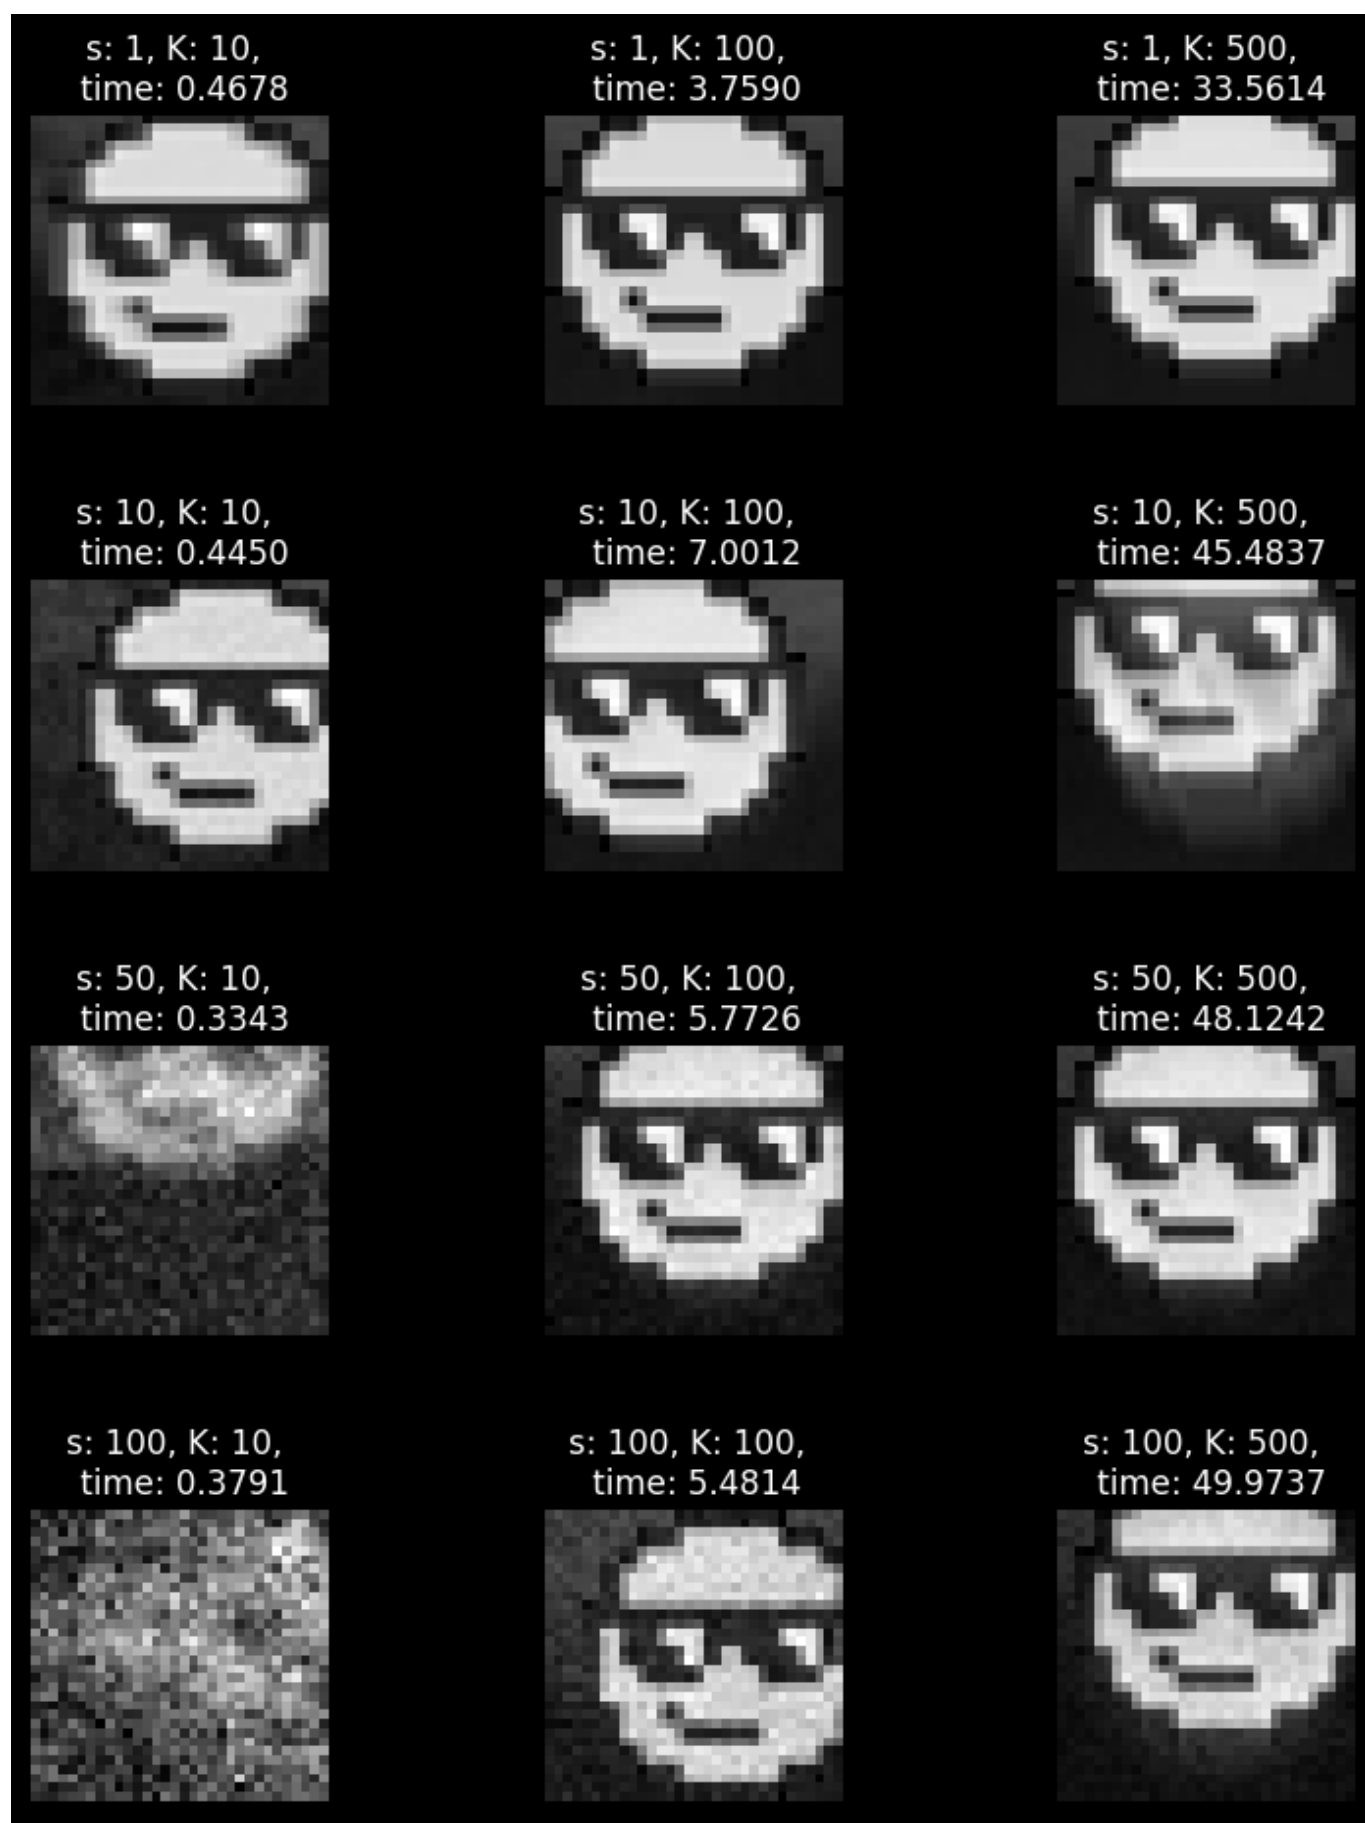 s: 1, K: 10,
time: 0.4678
s: 1, K: 100,
time: 3.7590
s: 1, K: 500,
time: 33.5614
s: 10, K: 10,
time: 0.4450
s: 10, K: 100,
time: 7.0012
s: 10, K: 500,
time: 45.4837
s: 50, K: 10,
time: 0.3343
s: 50, K: 100,
time: 5.7726
s: 50, K: 500,
time: 48.1242
s: 100, K: 10,
time: 0.3791
s: 100, K: 100,
time: 5.4814
s: 100, K: 500,
time: 49.9737